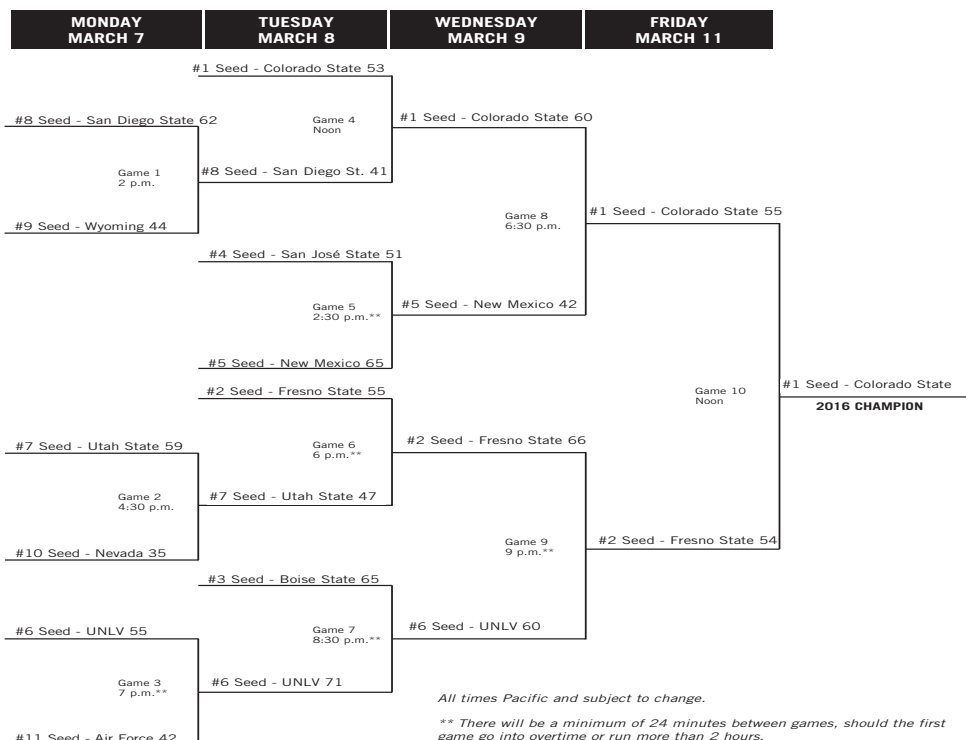 MONDAY
MARCH 7
TUESDAY
MARCH 8
WEDNESDAY
MARCH 9
FRIDAY
MARCH 11
#1 Seed - Colorado State 53
#8 Seed - San Diego State 62
Game 4
Noon
#1 Seed - Colorado State 60
Game 1
2 p.m.
#8 Seed - San Diego St. 41
#9 Seed - Wyoming 44
Game 8
6:30 p.m.
#1 Seed - Colorado State 55
#4 Seed - San José State 51
Game 5
2:30 p.m.**
#5 Seed - New Mexico 42
#5 Seed - New Mexico 65
#2 Seed - Fresno State 55
Game 10
Noon
#1 Seed - Colorado State
2016 CHAMPION
#7 Seed - Utah State 59
Game 6
6 p.m.**
#2 Seed - Fresno State 66
Game 2
4:30 p.m.
#7 Seed - Utah State 47
#10 Seed - Nevada 35
Game 9
9 p.m.**
#2 Seed - Fresno State 54
#3 Seed - Boise State 65
#6 Seed - UNLV 55
Game 7
8:30 p.m.**
#6 Seed - UNLV 60
Game 3
7 p.m.**
#6 Seed - UNLV 71
#11 Seed - Air Force 42
All times Pacific and subject to change.
** There will be a minimum of 24 minutes between games, should the first
game go into overtime or run more than 2 hours.